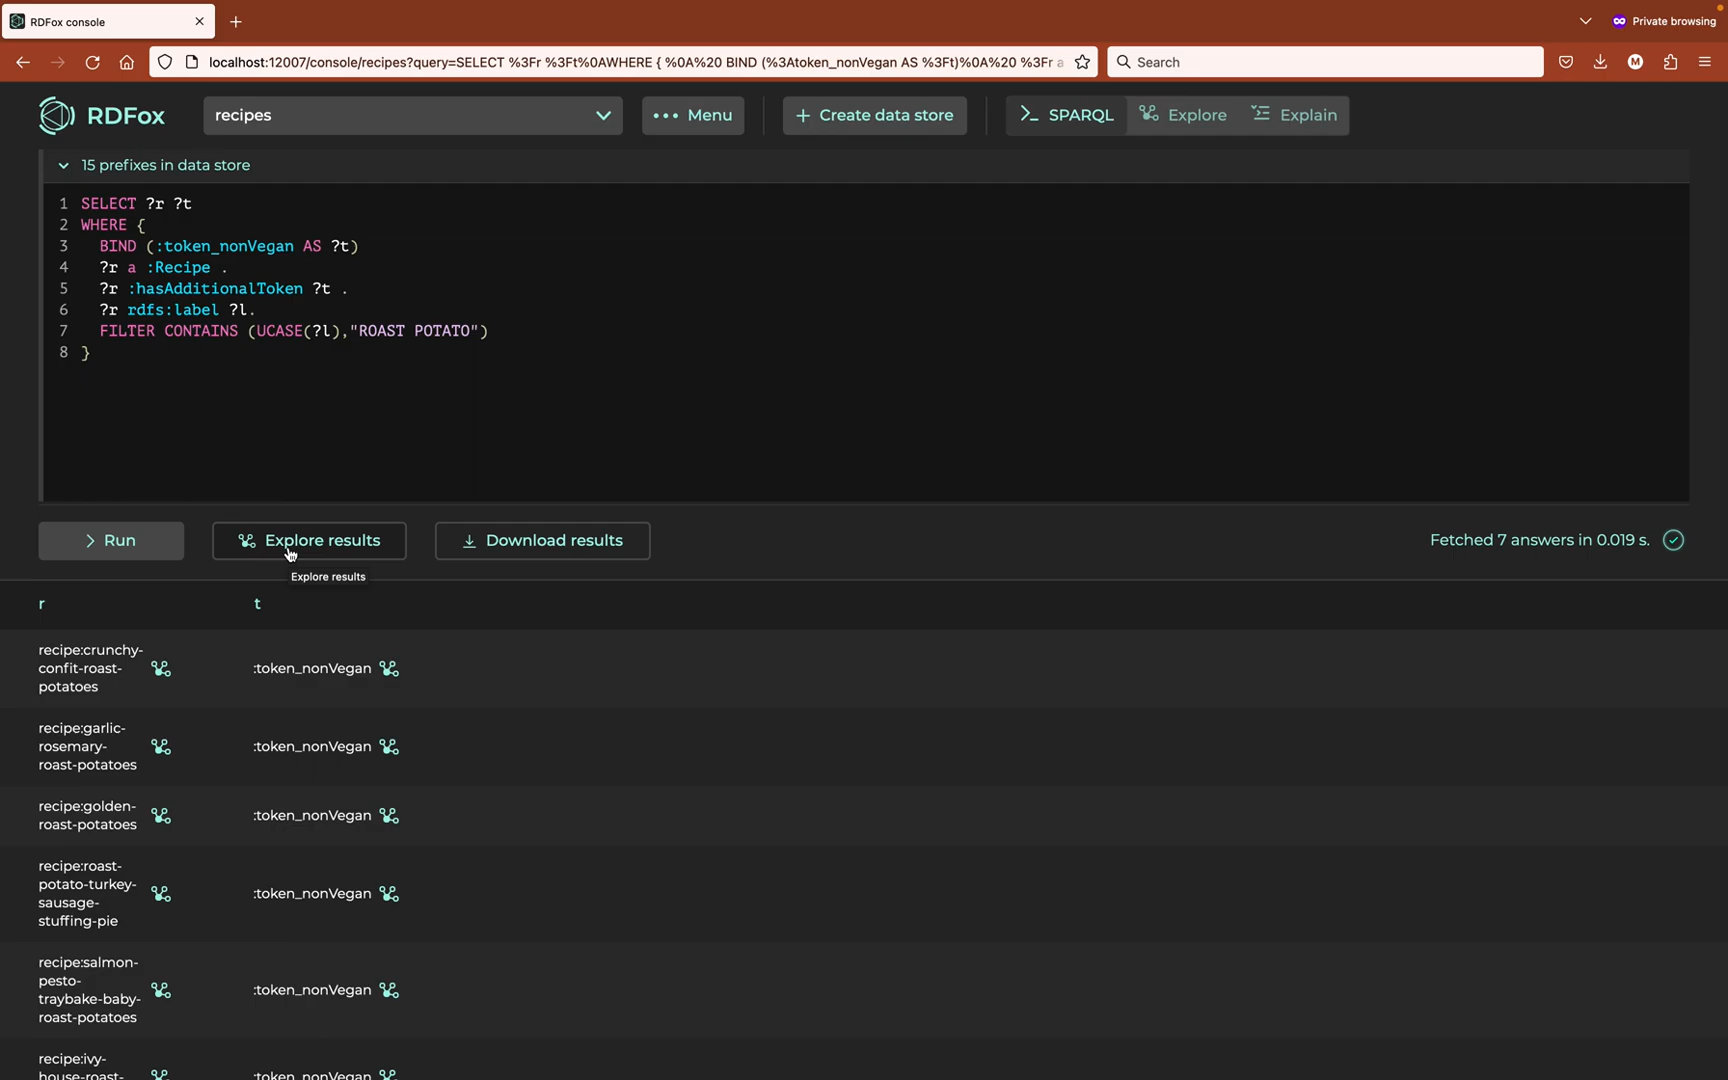 RDFox console
Private browsing
localhost:12007/console/recipes?query=SELECT %3Fr %3Ft%0AWHERE { %0A%20 BIND (%3Atoken_nonVegan AS %3Ft)%0A%20 %3Fr a
Search
M
RDFox
recipes
Menu
+ Create data store
SPARQL
Explore
Explain
15 prefixes in data store
1 SELECT ?r ?t
2 WHERE {
3 BIND (:token_nonVegan AS ?t)
4 ?r a :Recipe .
5 ?r :hasAdditionalToken ?t .
6 ?r rdfs:label ?l.
7 FILTER CONTAINS (UCASE(?l),"ROAST POTATO")
8 }
Run
Explore results
Download results
Fetched 7 answers in 0.019 s.
Explore results
r
t
recipe:crunchy-
confit-roast-
potatoes
:token_nonVegan
recipe:garlic-
rosemary-
roast-potatoes
:token_nonVegan
recipe:golden-
roast-potatoes
:token_nonVegan
recipe:roast-
potato-turkey-
sausage-
stuffing-pie
:token_nonVegan
recipe:salmon-
pesto-
traybake-baby-
roast-potatoes
:token_nonVegan
recipe:ivy-
house-roast-
:token_nonVegan